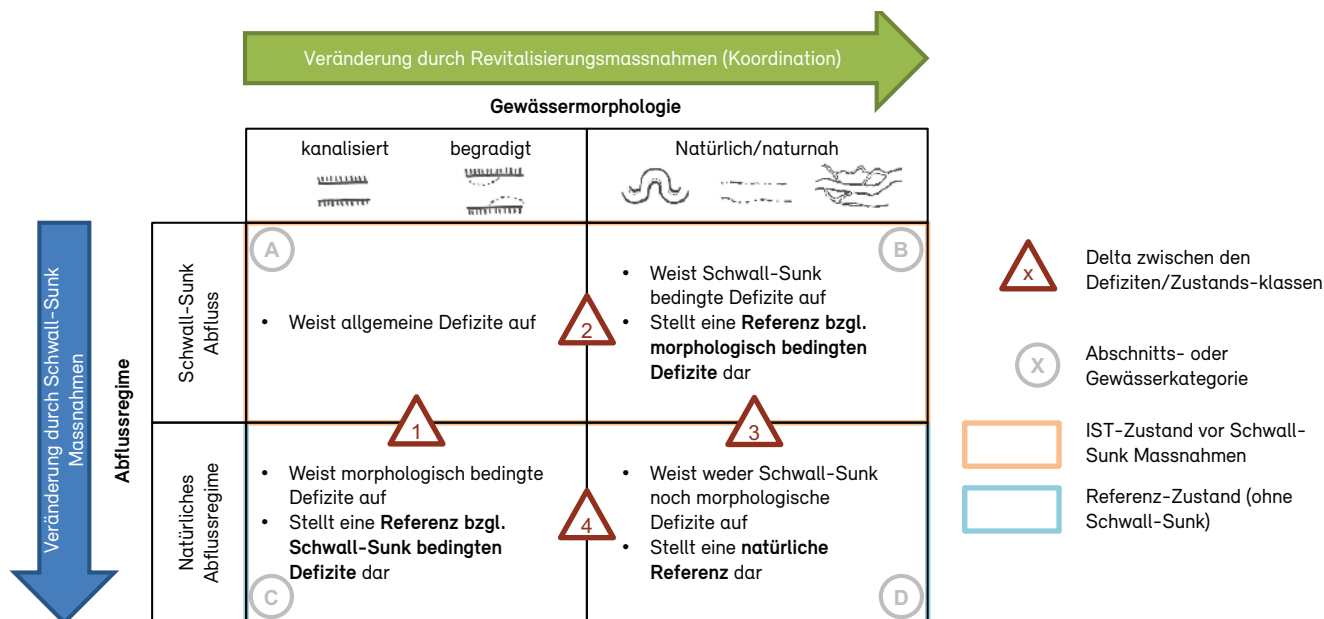 Veränderung durch Revitalisierungsmassnahmen (Koordination)
Gewässermorphologie
kanalisiert
begradigt
Natürlich/naturnah
Veränderung durch Schwall-Sunk
Massnahmen
Abflussregime
Schwall-Sunk
Abfluss
A
• Weist allgemeine Defizite auf
2
B
• Weist Schwall-Sunk
bedingte Defizite auf
• Stellt eine Referenz bzgl.
morphologisch bedingten
Defizite dar
1
3
Natürliches
Abflussregime
• Weist morphologisch bedingte
Defizite auf
• Stellt eine Referenz bzgl.
Schwall-Sunk bedingten
Defizite dar
C
4
• Weist weder Schwall-Sunk
noch morphologische
Defizite auf
• Stellt eine natürliche
Referenz dar
D
x
Delta zwischen den
Defiziten/Zustands-klassen
X
Abschnitts- oder
Gewässerkategorie
IST-Zustand vor Schwall-
Sunk Massnahmen
Referenz-Zustand (ohne
Schwall-Sunk)